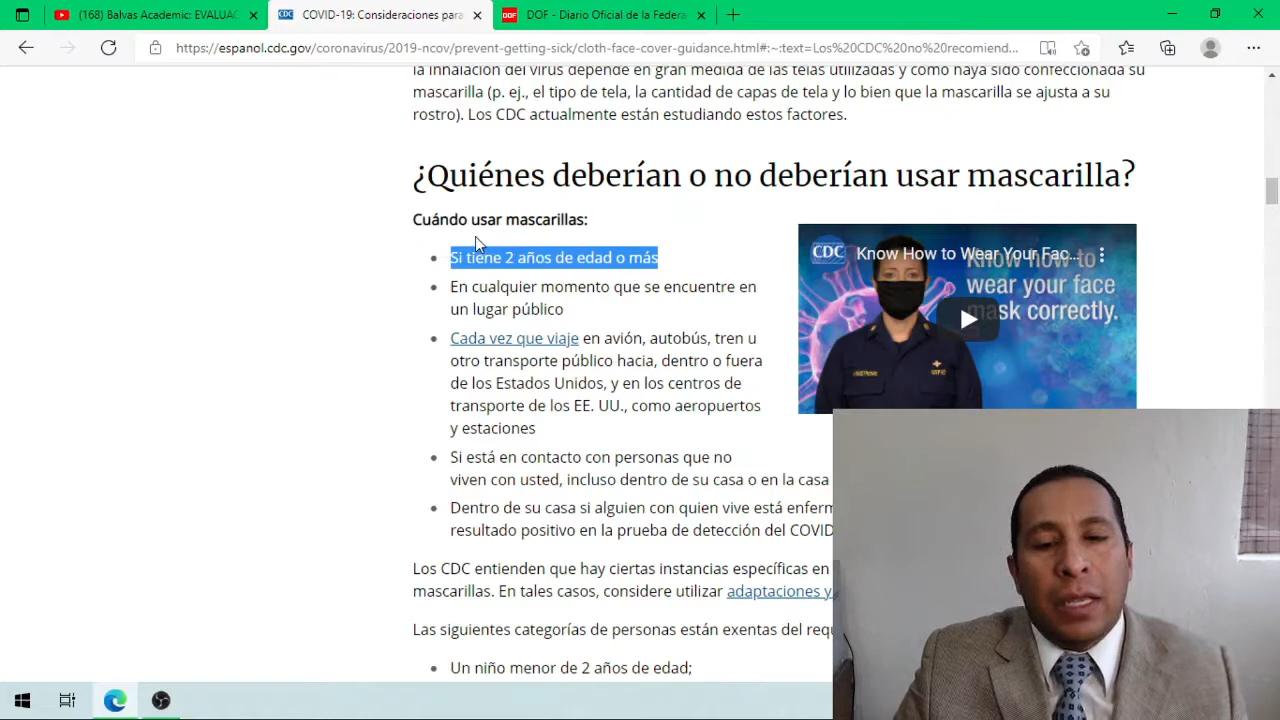 (168) Balvas Academic: EVALUAC
COVID-19: Consideraciones para
DOF - Diario Oficial de la Federa
https://espanol.cdc.gov/coronavirus/2019-ncov/prevent-getting-sick/cloth-face-cover-guidance.html#:~:text=Los%20CDC%20no%20recomiend...
la inhalación del virus depende en gran medida de las telas utilizadas y cómo haya sido confeccionada su
mascarilla (p. ej., el tipo de tela, la cantidad de capas de tela y lo bien que la mascarilla se ajusta a su
rostro). Los CDC actualmente están estudiando estos factores.
¿Quiénes deberían o no deberían usar mascarilla?
Cuándo usar mascarillas:
Si tiene 2 años de edad o más
En cualquier momento que se encuentre en
un lugar público
Cada vez que viaje en avión, autobús, tren u
otro transporte público hacia, dentro o fuera
de los Estados Unidos, y en los centros de
transporte de los EE. UU., como aeropuertos
y estaciones
Si está en contacto con personas que no
viven con usted, incluso dentro de su casa o en la casa
Dentro de su casa si alguien con quien vive está enferm
resultado positivo en la prueba de detección del COVID
Los CDC entienden que hay ciertas instancias específicas en
mascarillas. En tales casos, considere utilizar adaptaciones y
Las siguientes categorías de personas están exentas del requ
Un niño menor de 2 años de edad;
CDC
Know How to Wear Your Fac...
Know how to
wear your face
mask correctly.